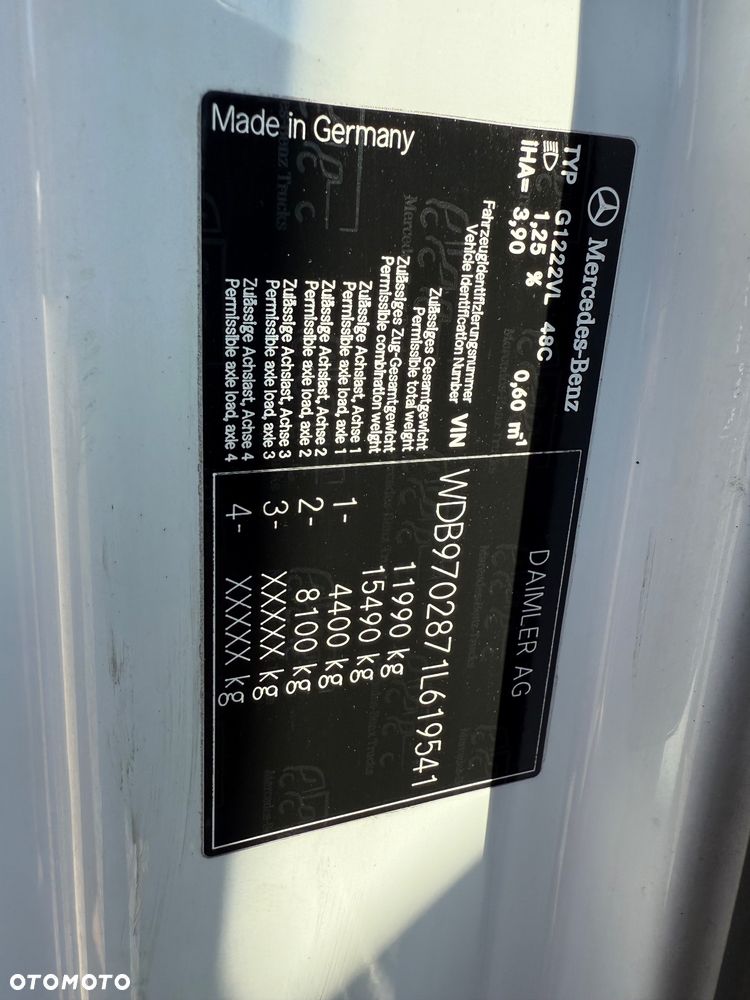 Mercedes-Benz DAIMLER AG
TYP G1222VL 48C
1,25 % 0,60 m⁻¹
iHA= 3,90
Fahrzeugidentifizierungsnummer
Vehicle Identification Number VIN WDB9702871L619541
Zulässiges Gesamtgewicht
Permissible total weight 11990 kg
Zulässiges Zug-Gesamtgewicht
Permissible combination weight 15490 kg
Zulässige Achslast, Achse 1
Permissible axle load, axle 1 1- 4400 kg
Zulässige Achslast, Achse 2
Permissible axle load, axle 2 2- 8100 kg
Zulässige Achslast, Achse 3
Permissible axle load, axle 3 3- XXXXX kg
Zulässige Achslast, Achse 4
Permissible axle load, axle 4 4- XXXXX kg
Made in Germany
OTOMOTO